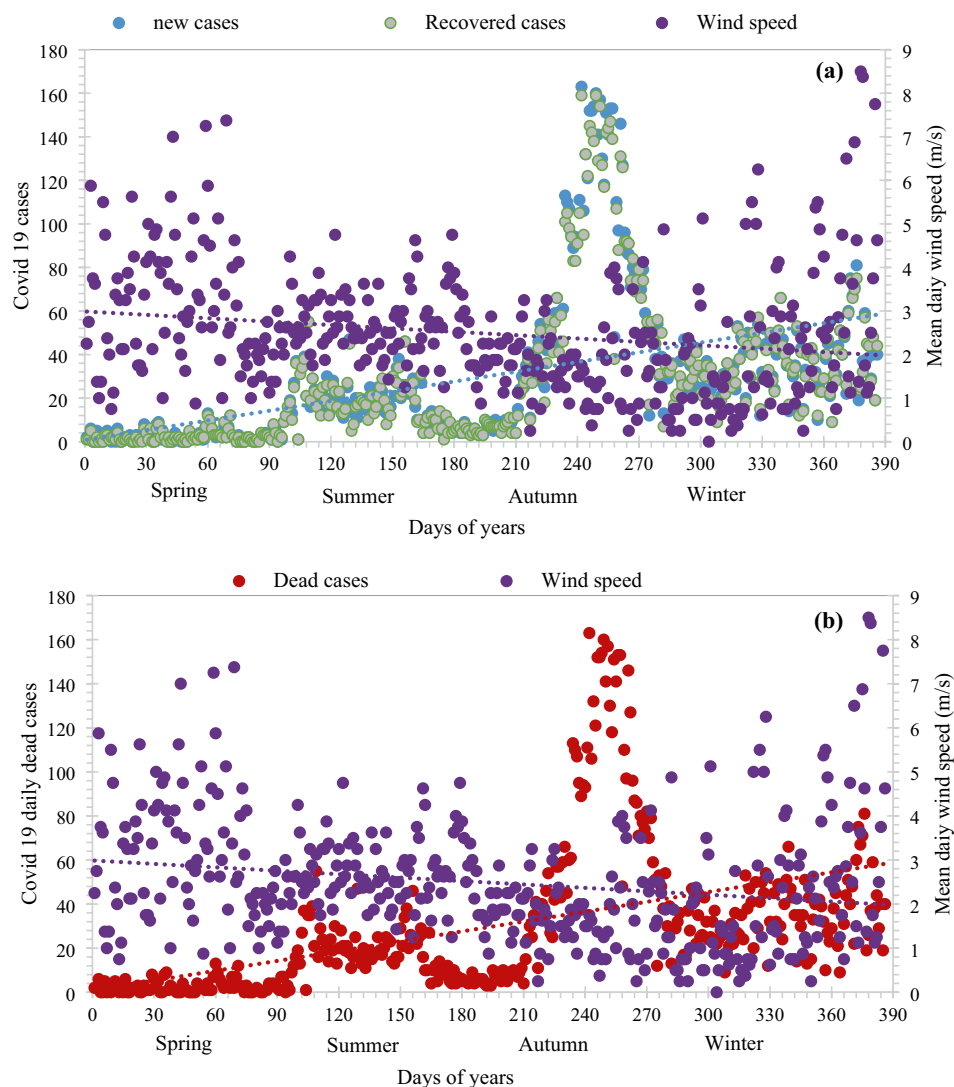 new cases Recovered cases Wind speed
(a)
180 160 140 120 100 80 60 40 20 0
Covid 19 cases
9 8 7 6 5 4 3 2 1 0
Mean daily wind speed (m/s)
0 30 60 90 120 150 180 210 240 270 300 330 360 390
Spring Summer Autumn Winter
Days of years
Dead cases Wind speed
(b)
180 160 140 120 100 80 60 40 20 0
Covid 19 daily dead cases
9 8 7 6 5 4 3 2 1 0
Mean daiy wind speed (m/s)
0 30 60 90 120 150 180 210 240 270 300 330 360 390
Spring Summer Autumn Winter
Days of years